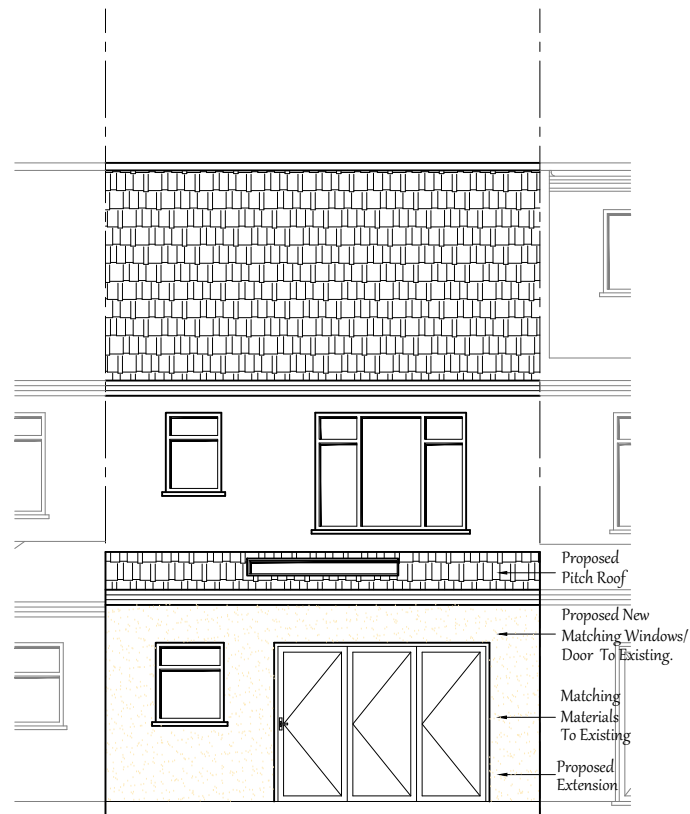 Proposed
Pitch Roof
Proposed New
Matching Windows/
Door To Existing.
Matching
Materials
To Existing
Proposed
Extension